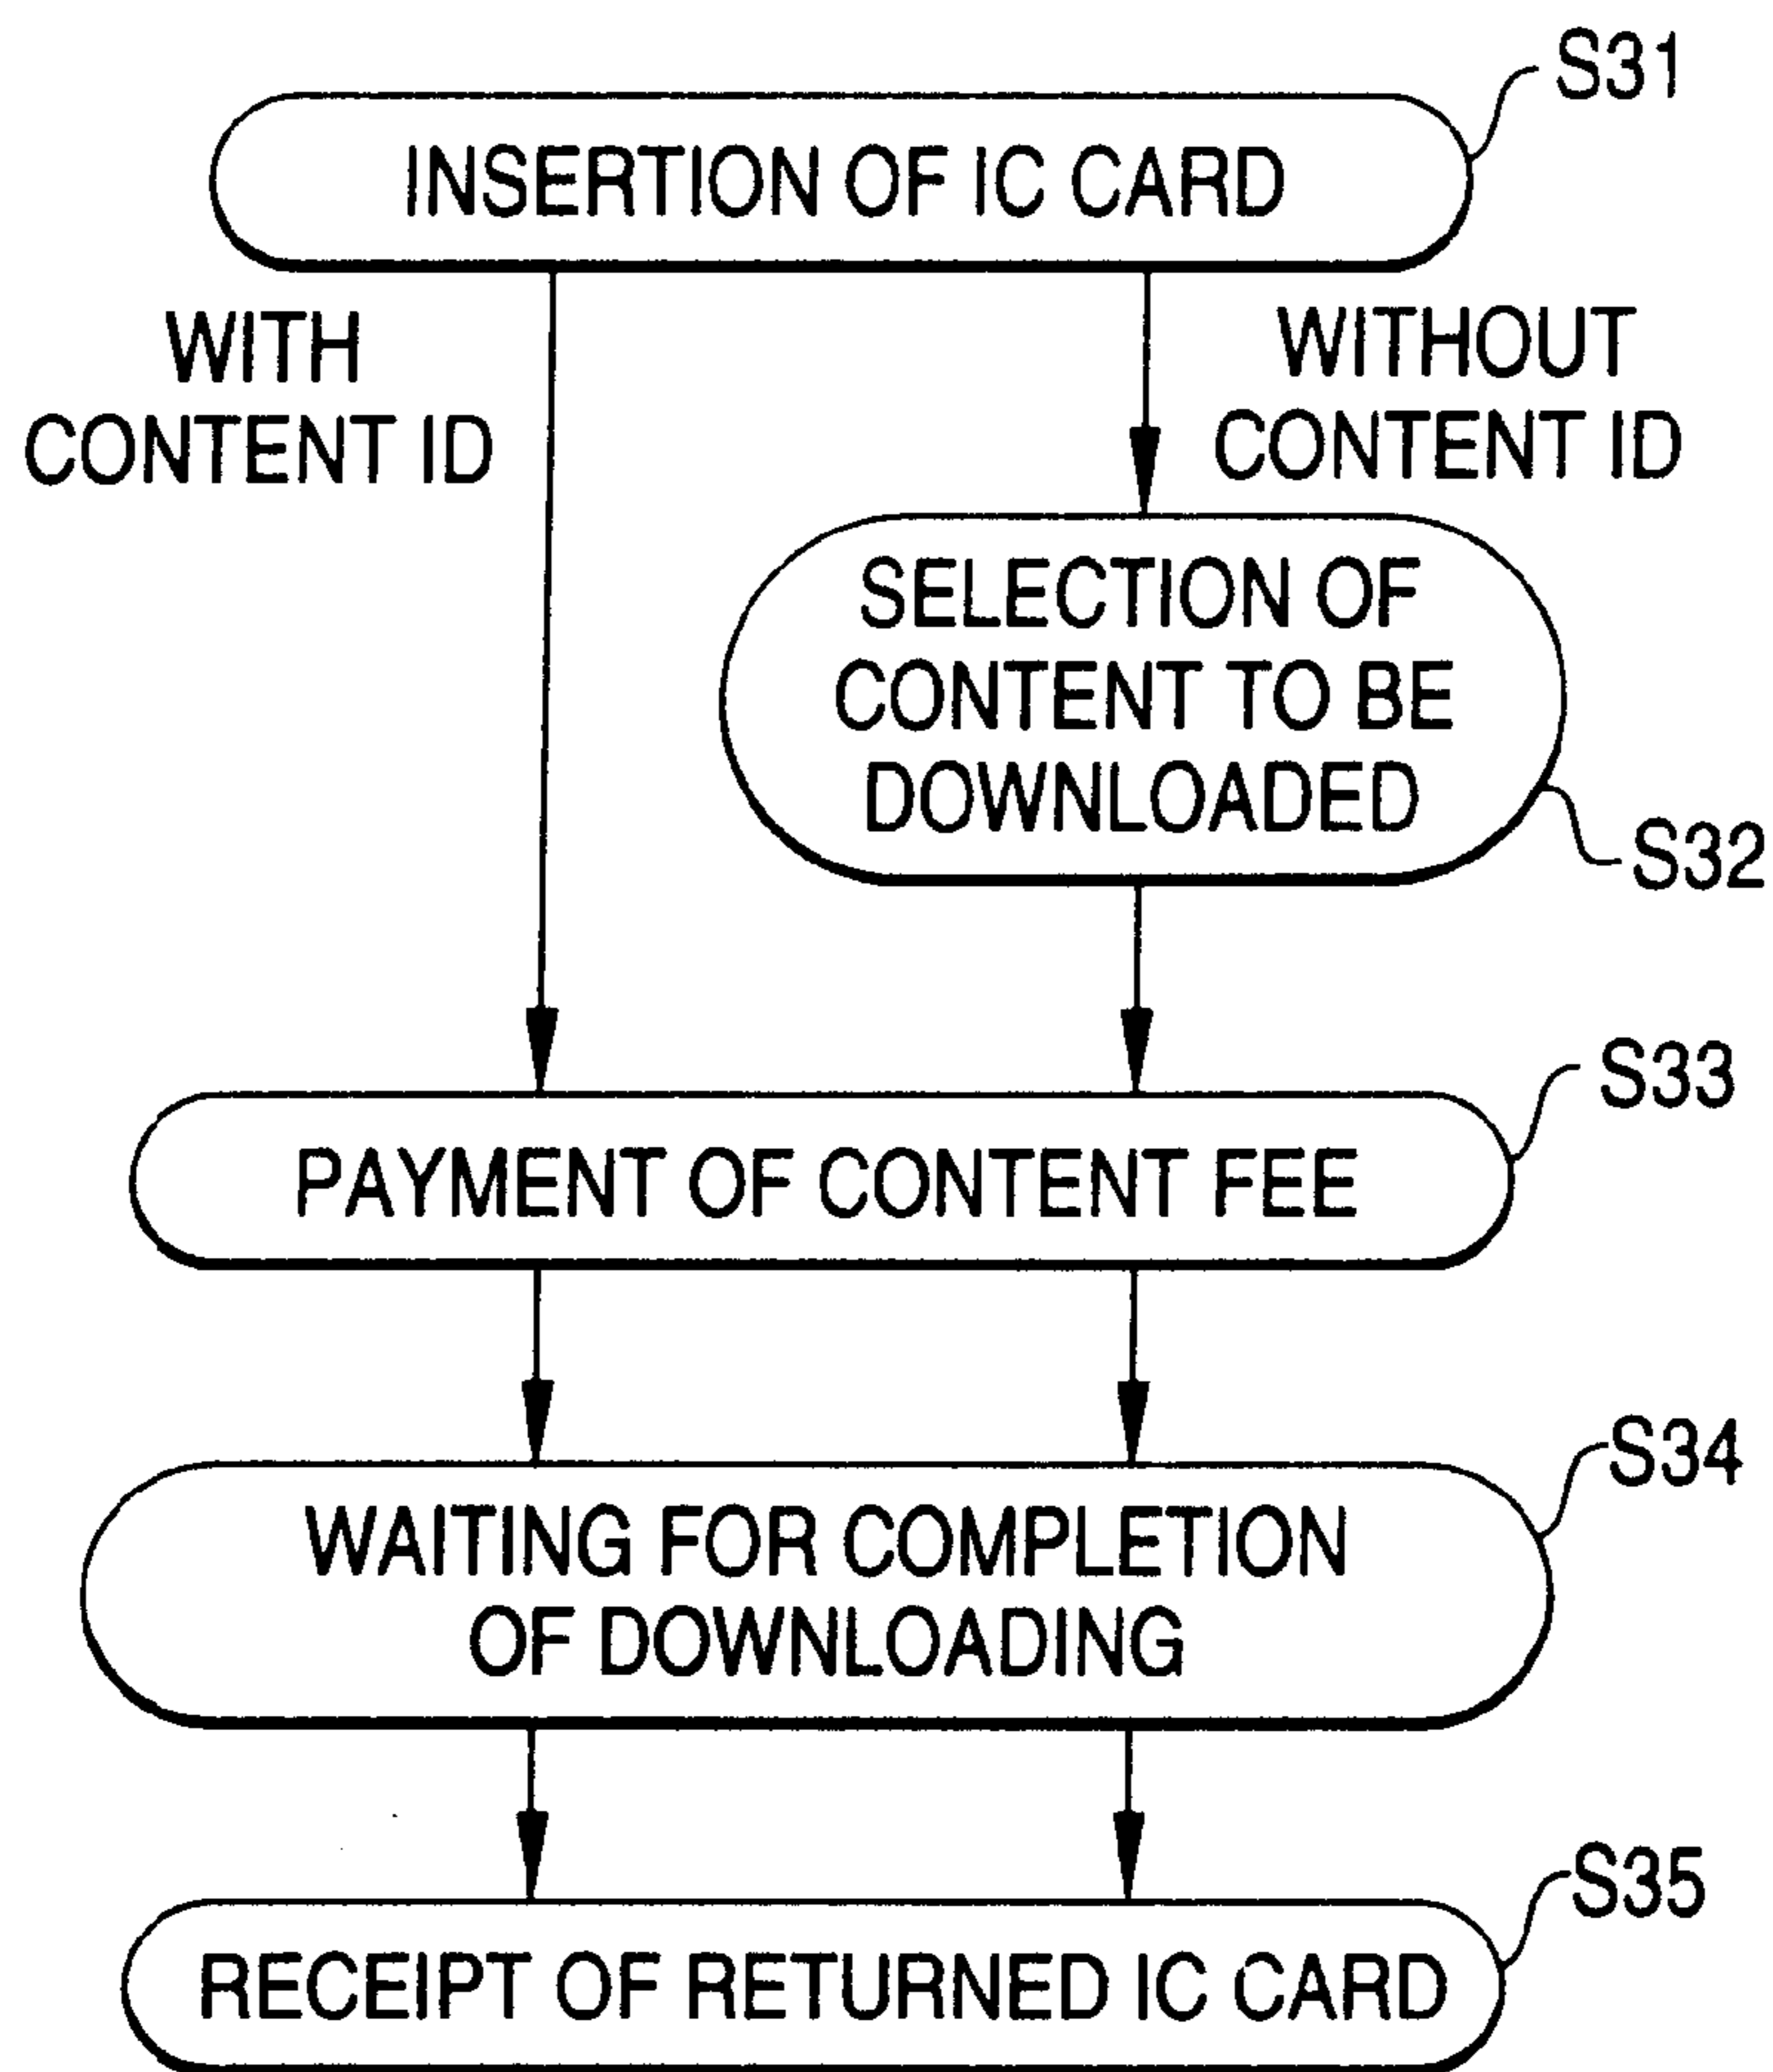 S31
INSERTION OF IC CARD
WITH
CONTENT ID
WITHOUT
CONTENT ID
SELECTION OF
CONTENT TO BE
DOWNLOADED
S32
S33
PAYMENT OF CONTENT FEE
S34
WAITING FOR COMPLETION
OF DOWNLOADING
S35
RECEIPT OF RETURNED IC CARD